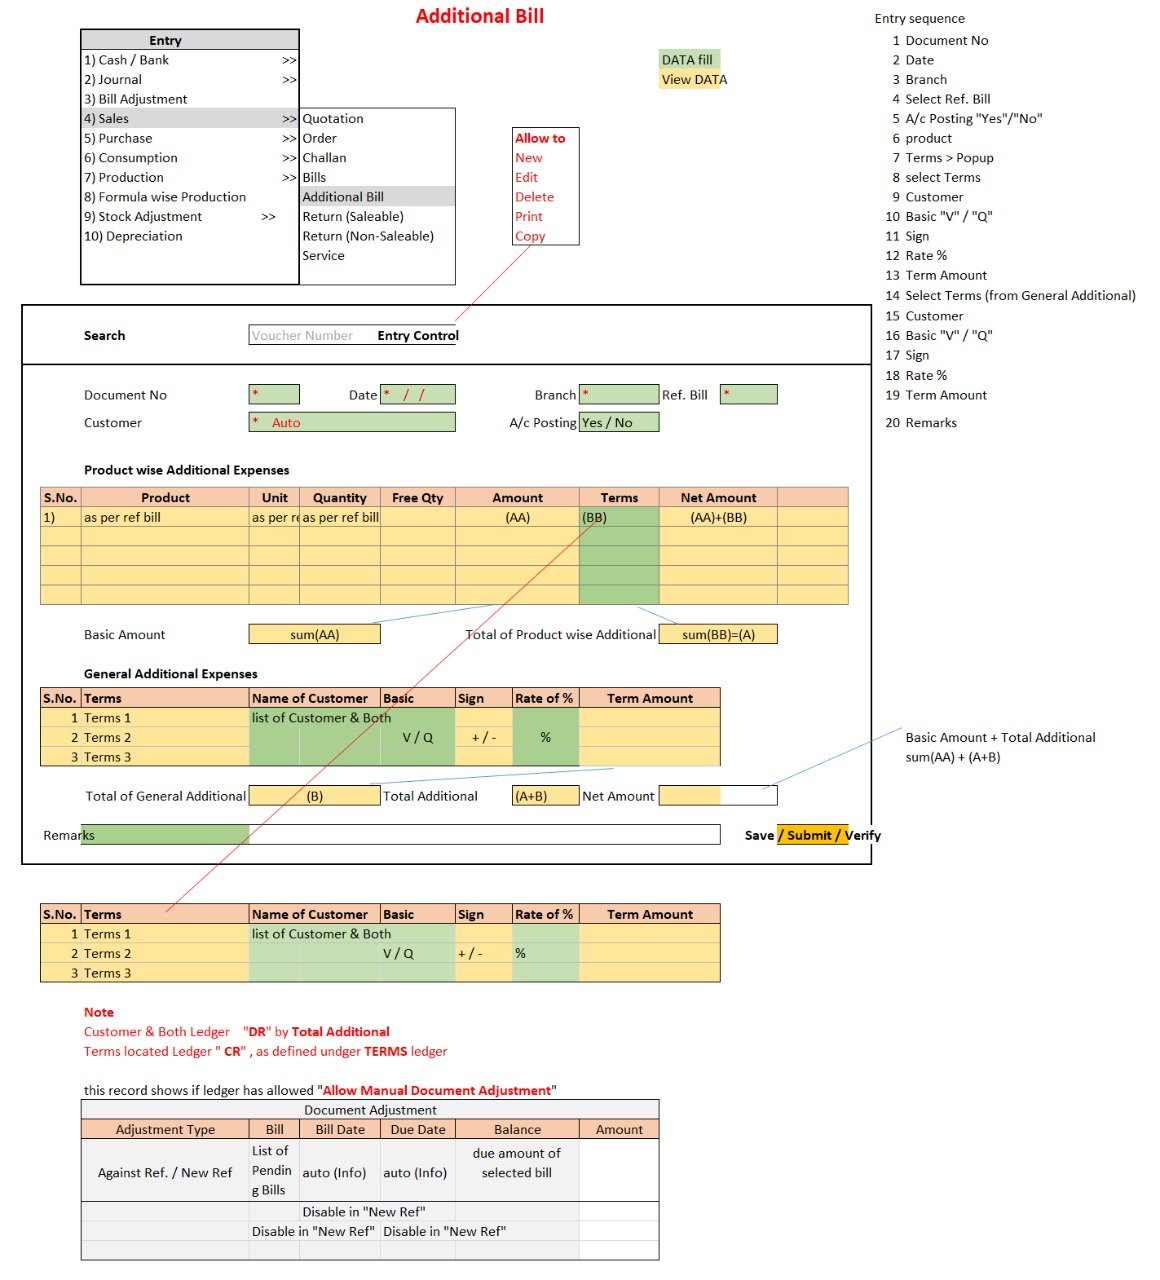 Additional Bill
Entry
1) Cash / Bank >>
2) Journal >>
3) Bill Adjustment
4) Sales >>
5) Purchase >>
6) Consumption >>
7) Production >>
8) Formula wise Production
9) Stock Adjustment >>
10) Depreciation
Quotation
Order
Challan
Bills
Additional Bill
Return (Saleable)
Return (Non-Saleable)
Service
Allow to
New
Edit
Delete
Print
Copy
DATA fill
View DATA
Entry sequence
1 Document No
2 Date
3 Branch
4 Select Ref. Bill
5 A/c Posting "Yes"/"No"
6 product
7 Terms > Popup
8 select Terms
9 Customer
10 Basic "V" / "Q"
11 Sign
12 Rate %
13 Term Amount
14 Select Terms (from General Additional)
15 Customer
16 Basic "V" / "Q"
17 Sign
18 Rate %
19 Term Amount
20 Remarks
Search Voucher Number Entry Control
Document No * Date * / / Branch * Ref. Bill *
Customer * Auto A/c Posting Yes / No
Product wise Additional Expenses
S.No. Product Unit Quantity Free Qty Amount Terms Net Amount
1) as per ref bill as per re as per ref bill (AA) (BB) (AA)+(BB)
Basic Amount sum(AA) Total of Product wise Additional sum(BB)=(A)
General Additional Expenses
S.No. Terms Name of Customer Basic Sign Rate of % Term Amount
1 Terms 1 list of Customer & Both
2 Terms 2 V / Q + / - %
3 Terms 3
Basic Amount + Total Additional
sum(AA) + (A+B)
Total of General Additional (B) Total Additional (A+B) Net Amount
Remarks Save / Submit / Verify
S.No. Terms Name of Customer Basic Sign Rate of % Term Amount
1 Terms 1 list of Customer & Both
2 Terms 2 V / Q + / - %
3 Terms 3
Note
Customer & Both Ledger "DR" by Total Additional
Terms located Ledger " CR" , as defined undger TERMS ledger
this record shows if ledger has allowed "Allow Manual Document Adjustment"
Document Adjustment
Adjustment Type Bill Bill Date Due Date Balance Amount
Against Ref. / New Ref
List of
Pendin
g Bills
auto (Info) auto (Info)
due amount of
selected bill
Disable in "New Ref"
Disable in "New Ref" Disable in "New Ref"